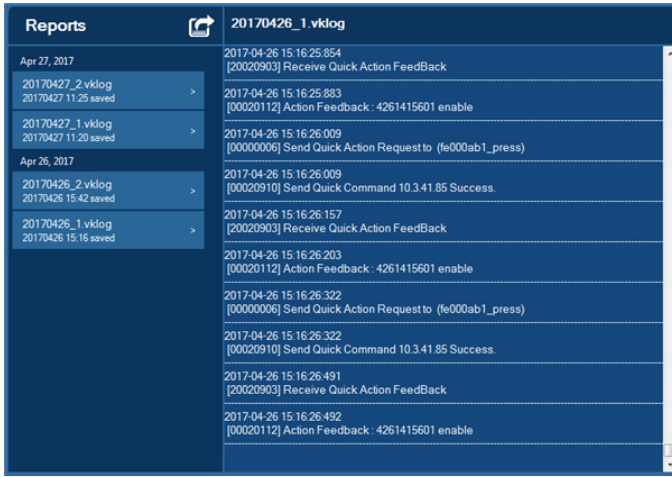 Reports
Apr 27, 2017
20170427_2.vklog
20170427 11:25 saved
>
20170427_1.vklog
20170427 11:20 saved
>
Apr 26, 2017
20170426_2.vklog
20170426 15:42 saved
>
20170426_1.vklog
20170426 15:16 saved
>
20170426_1.vklog
2017-04-26 15:16:25:854
[20020903] Receive Quick Action FeedBack
2017-04-26 15:16:25:883
[00020112] Action Feedback : 4261415601 enable
2017-04-26 15:16:26:009
[00000006] Send Quick Action Request to (fe000ab1_press)
2017-04-26 15:16:26:009
[00020910] Send Quick Command 10.3.41.85 Success.
2017-04-26 15:16:26:157
[20020903] Receive Quick Action FeedBack
2017-04-26 15:16:26:203
[00020112] Action Feedback : 4261415601 enable
2017-04-26 15:16:26:322
[00000006] Send Quick Action Request to (fe000ab1_press)
2017-04-26 15:16:26:322
[00020910] Send Quick Command 10.3.41.85 Success.
2017-04-26 15:16:26:491
[20020903] Receive Quick Action FeedBack
2017-04-26 15:16:26:492
[00020112] Action Feedback : 4261415601 enable